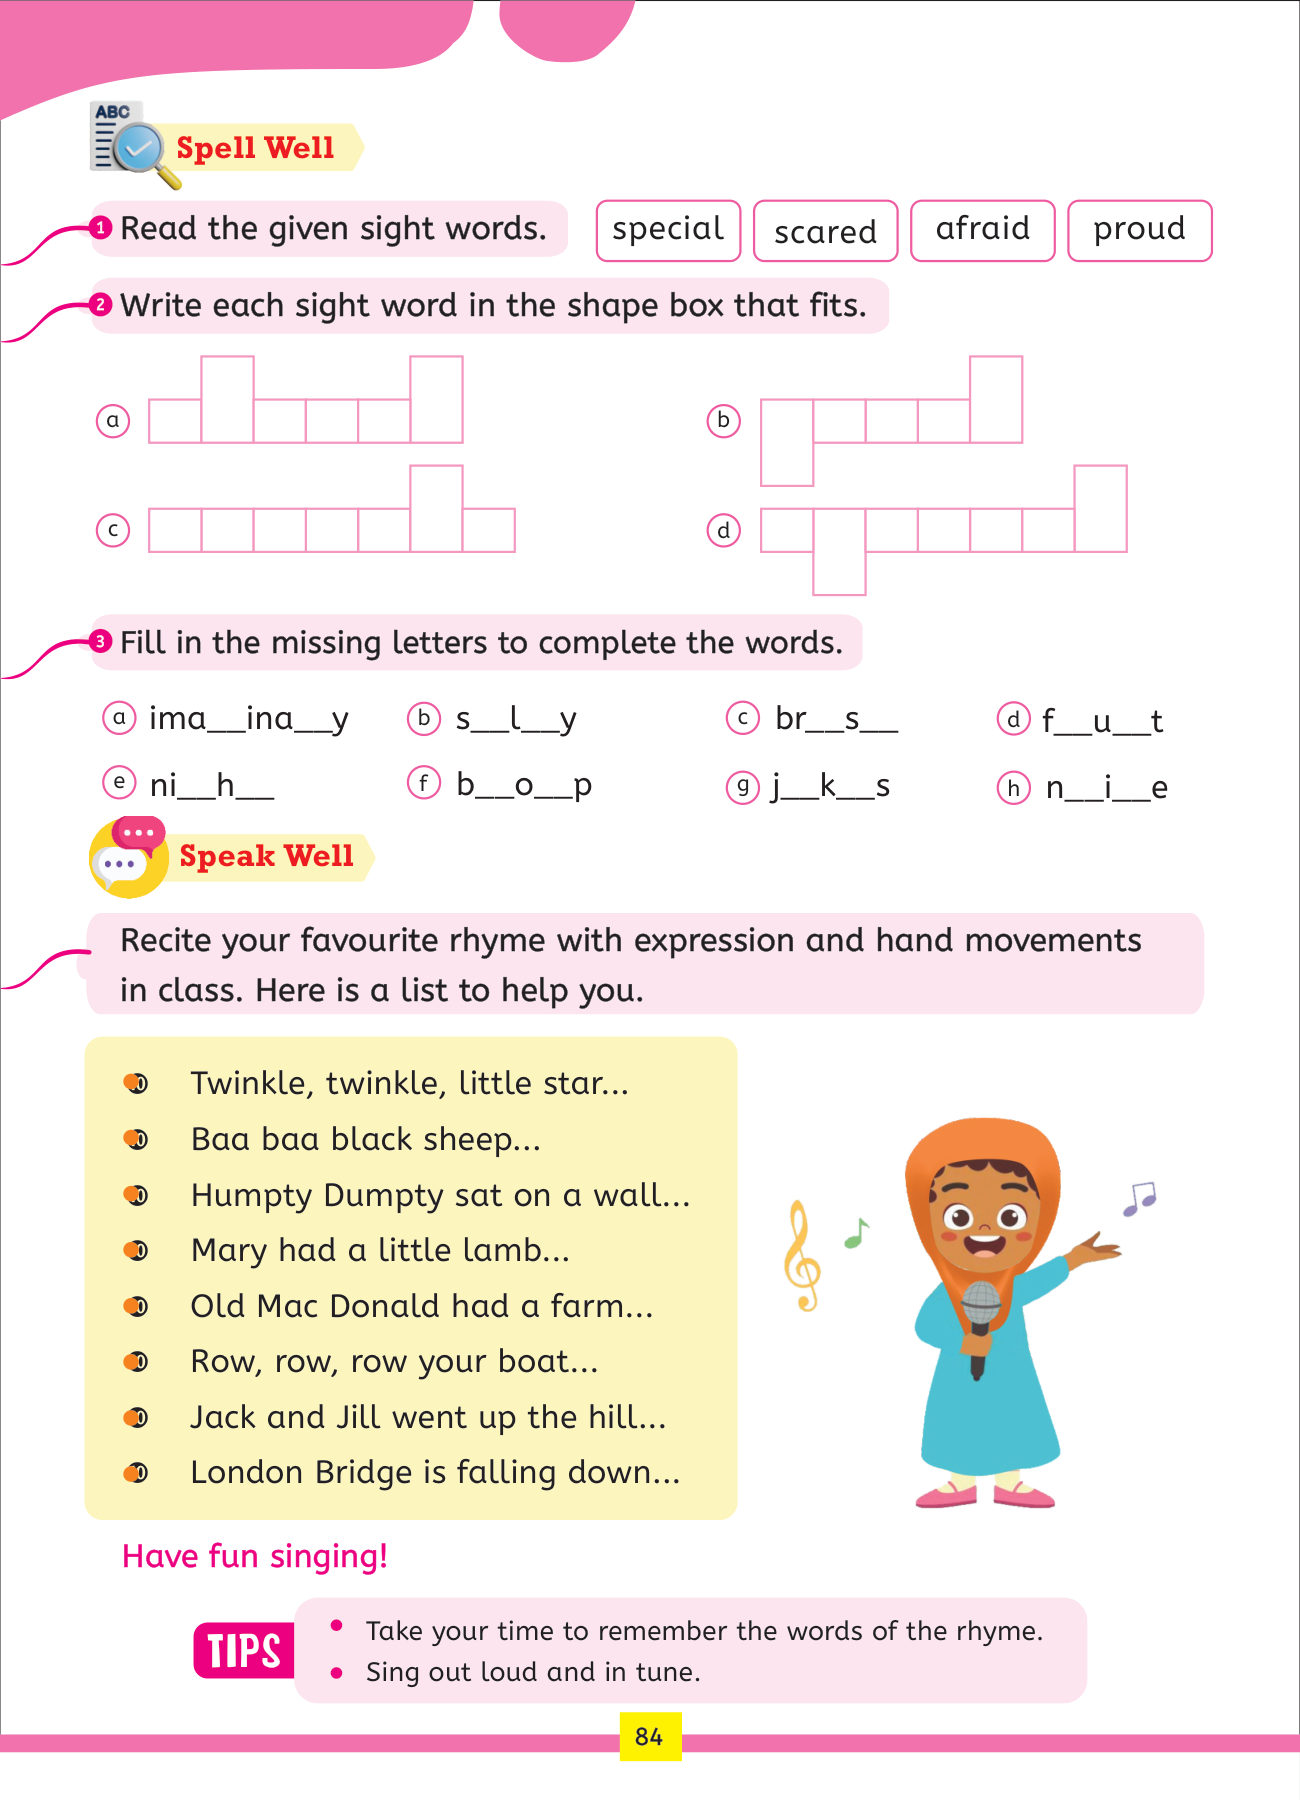 ABC
Spell Well
1 Read the given sight words. special scared afraid proud
2 Write each sight word in the shape box that fits.
a b
c d
3 Fill in the missing letters to complete the words.
a ima__ina__y b s__l__y c br__s__ d f__u__t
e ni__h__ f b__o__p g j__k__s h n__i__e
Speak Well
Recite your favourite rhyme with expression and hand movements
in class. Here is a list to help you.
Twinkle, twinkle, little star...
Baa baa black sheep...
Humpty Dumpty sat on a wall...
Mary had a little lamb...
Old Mac Donald had a farm...
Row, row, row your boat...
Jack and Jill went up the hill...
London Bridge is falling down...
Have fun singing!
TIPS
• Take your time to remember the words of the rhyme.
• Sing out loud and in tune.
84